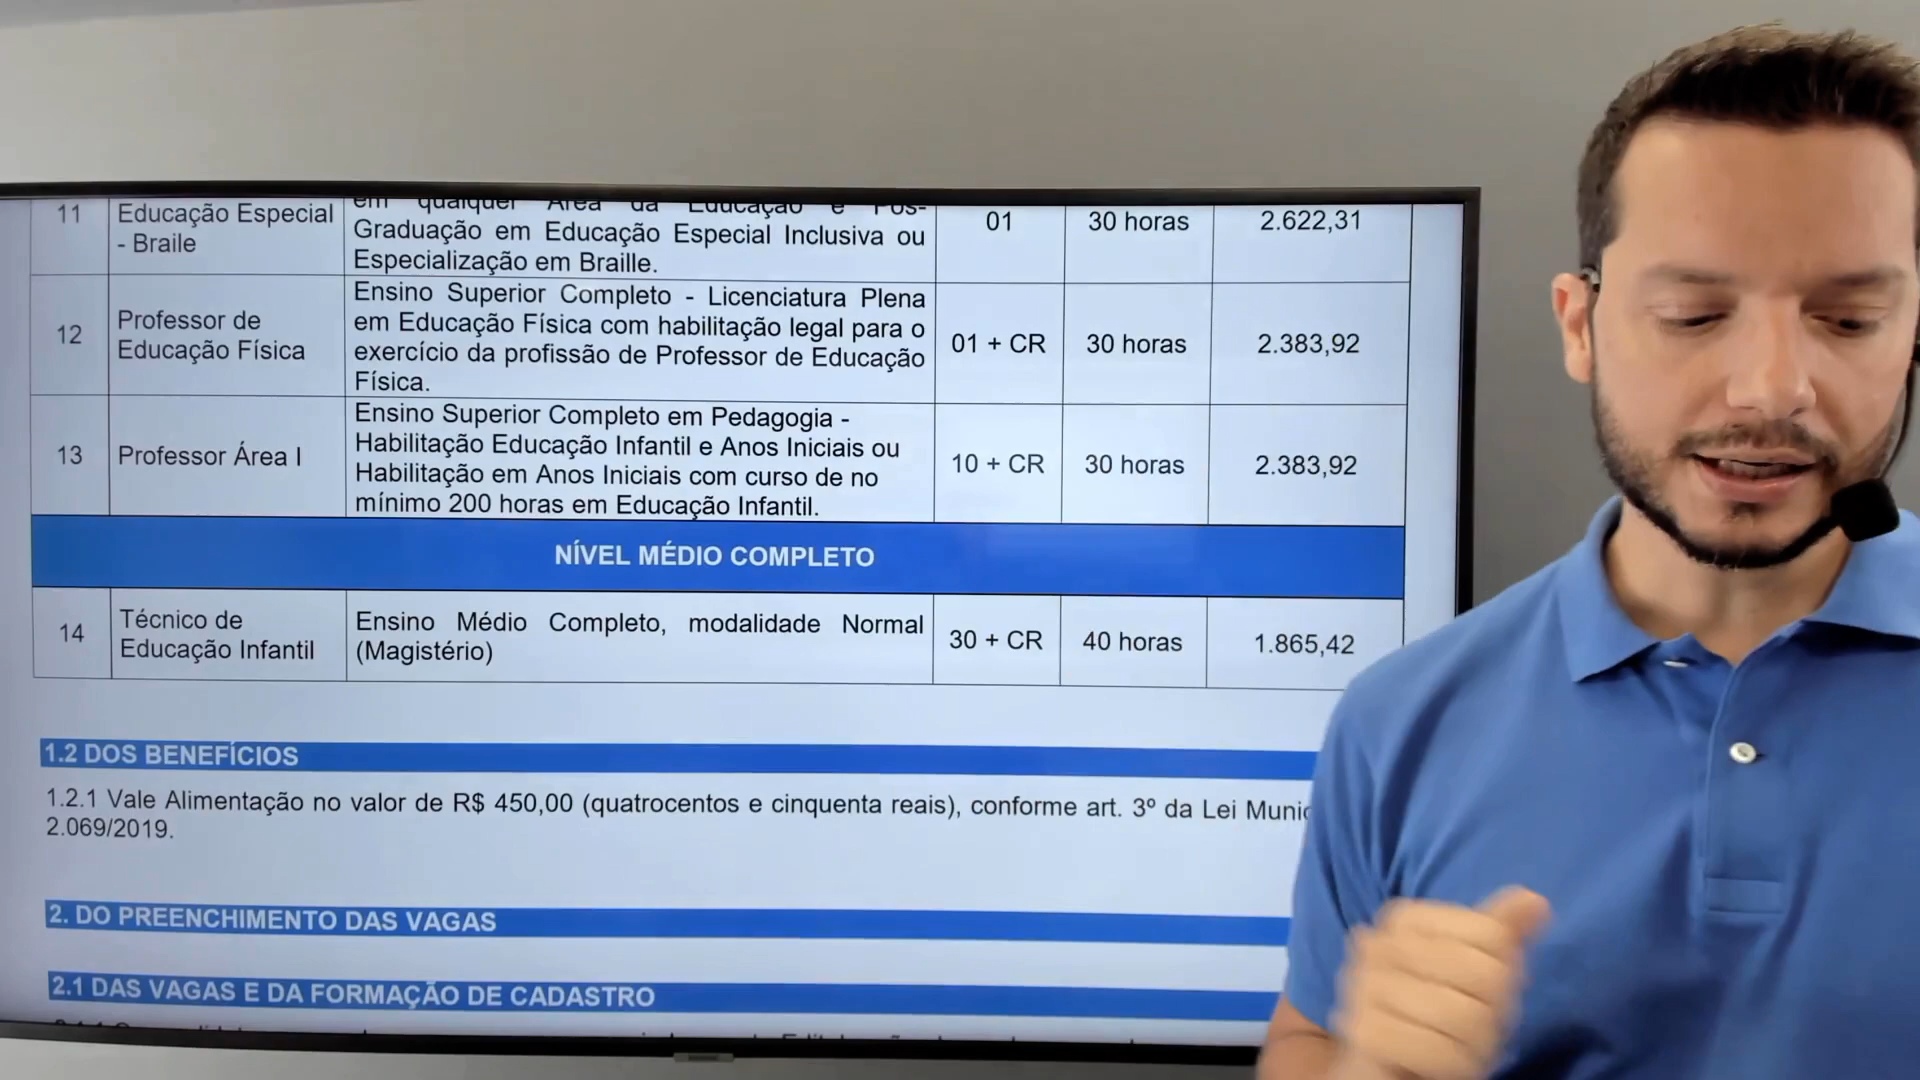 11
Educação Especial
- Braile
em qualquer Área da Educação e Pós-
Graduação em Educação Especial Inclusiva ou
Especialização em Braille.
01
30 horas
2.622,31
12
Professor de
Educação Física
Ensino Superior Completo - Licenciatura Plena
em Educação Física com habilitação legal para o
exercício da profissão de Professor de Educação
Física.
01 + CR
30 horas
2.383,92
13
Professor Área I
Ensino Superior Completo em Pedagogia -
Habilitação Educação Infantil e Anos Iniciais ou
Habilitação em Anos Iniciais com curso de no
mínimo 200 horas em Educação Infantil.
10 + CR
30 horas
2.383,92
NÍVEL MÉDIO COMPLETO
14
Técnico de
Educação Infantil
Ensino Médio Completo, modalidade Normal
(Magistério)
30 + CR
40 horas
1.865,42
1.2 DOS BENEFÍCIOS
1.2.1 Vale Alimentação no valor de R$ 450,00 (quatrocentos e cinquenta reais), conforme art. 3º da Lei Munic
2.069/2019.
2. DO PREENCHIMENTO DAS VAGAS
2.1 DAS VAGAS E DA FORMAÇÃO DE CADASTRO